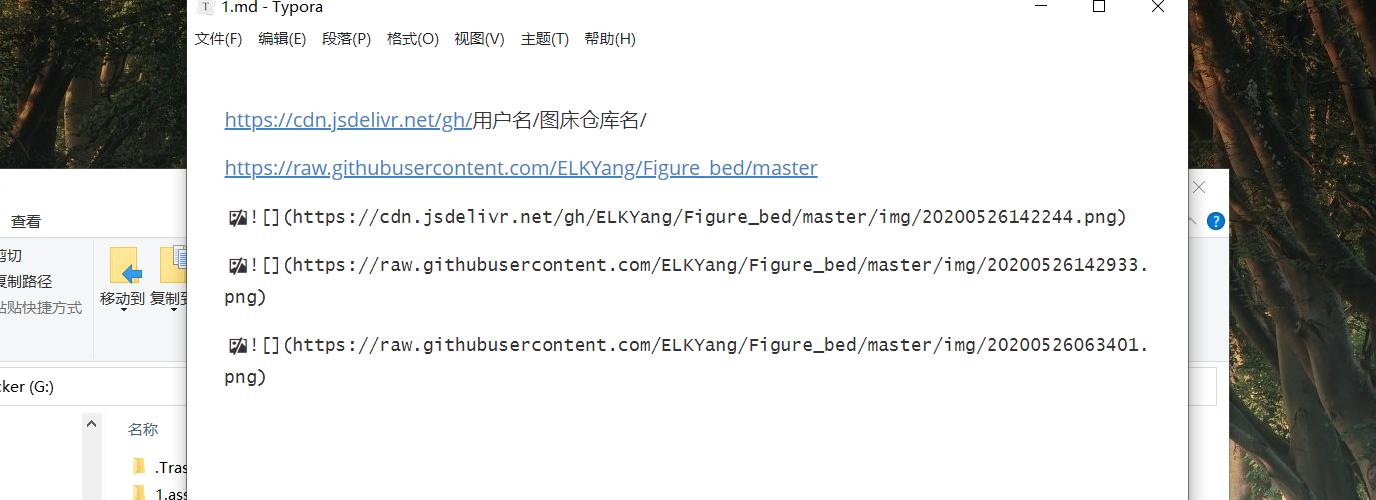 1.md - Typora
文件(F) 编辑(E) 段落(P) 格式(O) 视图(V) 主题(T) 帮助(H)
https://cdn.jsdelivr.net/gh/用户名/图床仓库名/
https://raw.githubusercontent.com/ELKYang/Figure_bed/master
![](https://cdn.jsdelivr.net/gh/ELKYang/Figure_bed/master/img/20200526142244.png)
![](https://raw.githubusercontent.com/ELKYang/Figure_bed/master/img/20200526142933.
png)
![](https://raw.githubusercontent.com/ELKYang/Figure_bed/master/img/20200526063401.
png)
查看
剪切
复制路径
粘贴快捷方式
移动到 复制到
cker (G:)
名称
.Tras
1.ass